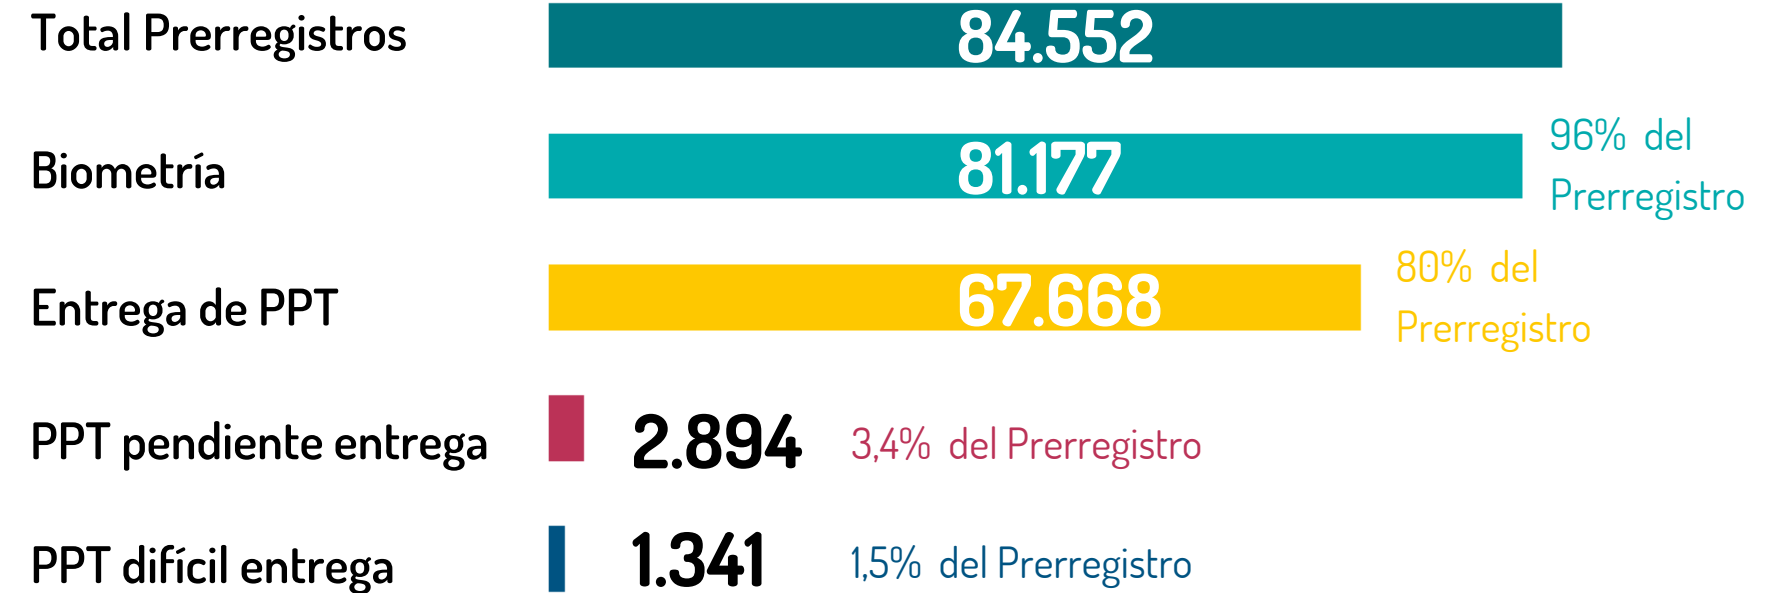 Total Prerregistros
84.552
Biometría
81.177
96% del
Prerregistro
Entrega de PPT
67.668
80% del
Prerregistro
PPT pendiente entrega
2.894
3,4% del Prerregistro
PPT difícil entrega
1.341
1,5% del Prerregistro